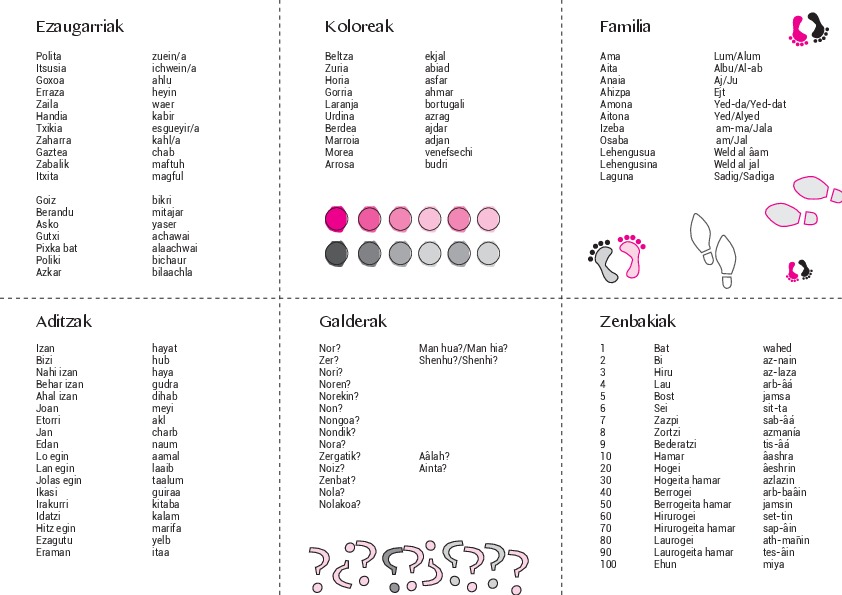 Ezaugarriak
Polita zuein/a
Itsusia ichwein/a
Goxoa ahlu
Erraza heyin
Zaila waer
Handia kabir
Txikia esgueyir/a
Zaharra kahl/a
Gaztea chab
Zabalik maftuh
Itxita magful
Goiz bikri
Berandu mitajar
Asko yaser
Gutxi achawai
Pixka bat alaachwai
Poliki bichaur
Azkar bilaachla
Koloreak
Beltza ekjal
Zuria abiad
Horia asfar
Gorria ahmar
Laranja bortugali
Urdina azrag
Berdea ajdar
Marroia adjan
Morea venefsechi
Arrosa budri
Familia
Ama Lum/Alum
Aita Albu/Al-ab
Anaia Aj/Ju
Ahizpa Ejt
Amona Yed-da/Yed-dat
Aitona Yed/Alyed
Izeba am-ma/Jala
Osaba am/Jal
Lehengusua Weld al âam
Lehengusina Weld al jal
Laguna Sadig/Sadiga
Aditzak
Izan hayat
Bizi hub
Nahi izan haya
Behar izan gudra
Ahal izan dihab
Joan meyi
Etorri akl
Jan charb
Edan naum
Lo egin aamal
Lan egin laaib
Jolas egin taalum
Ikasi guiraa
Irakurri kitaba
Idatzi kalam
Hitz egin marifa
Ezagutu yelb
Eraman itaa
Galderak
Nor? Man hua?/Man hia?
Zer? Shenhu?/Shenhi?
Nori?
Noren?
Norekin?
Non?
Nongoa?
Nondik?
Nora?
Zergatik? Aâlah?
Noiz? Ainta?
Zenbat?
Nola?
Nolakoa?
Zenbakiak
1 Bat wahed
2 Bi az-nain
3 Hiru az-laza
4 Lau arb-âá
5 Bost jamsa
6 Sei sit-ta
7 Zazpi sab-âá
8 Zortzi azmanía
9 Bederatzi tis-âá
10 Hamar âashra
20 Hogei âeshrin
30 Hogeita hamar azlazin
40 Berrogei arb-baâin
50 Berrogeita hamar jamsin
60 Hirurogei set-tin
70 Hirurogeita hamar sap-âin
80 Laurogei ath-mañin
90 Laurogeita hamar tes-âin
100 Ehun miya